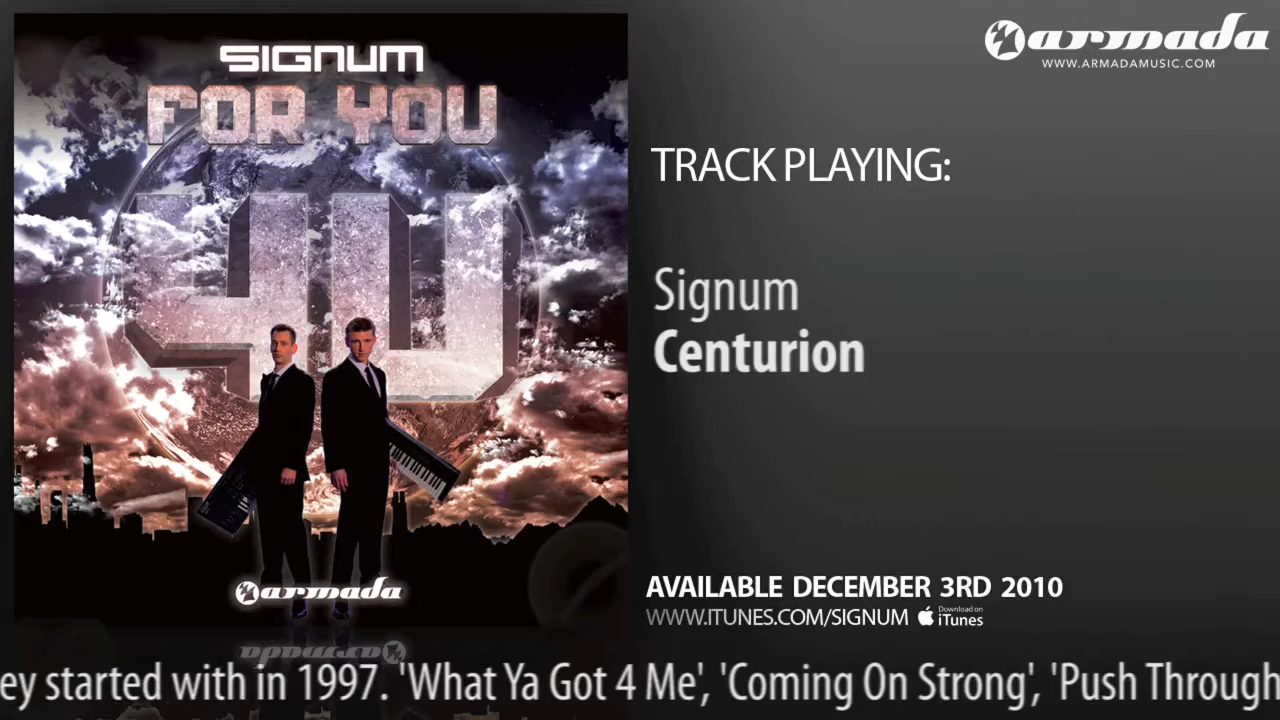 SIGNUM
FOR YOU
4U
armada
armada
WWW.ARMADAMUSIC.COM
TRACK PLAYING:
Signum
Centurion
AVAILABLE DECEMBER 3RD 2010
WWW.ITUNES.COM/SIGNUM Download on iTunes
ey started with in 1997. 'What Ya Got 4 Me', 'Coming On Strong', 'Push Through